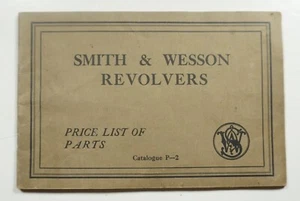 SMITH & WESSON
REVOLVERS
PRICE LIST OF
PARTS
Catalogue P—2